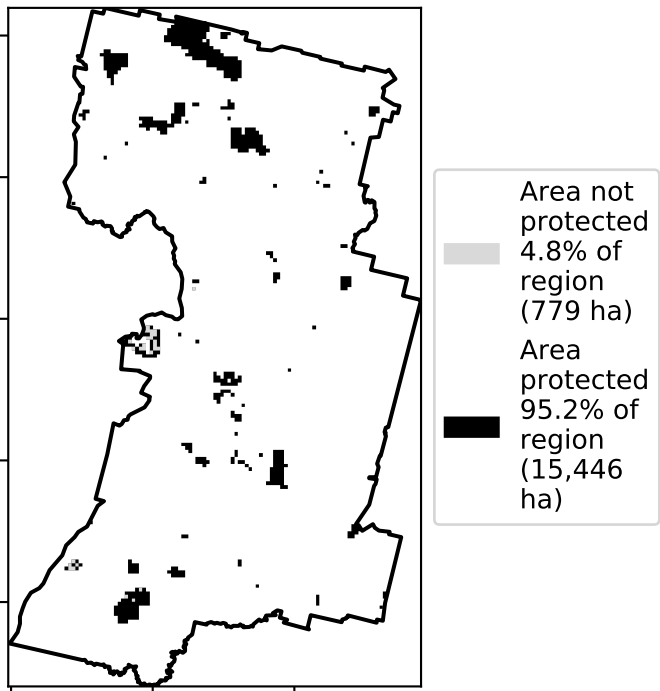 Area not
protected
4.8% of
region
(779 ha)
Area
protected
95.2% of
region
(15,446
ha)